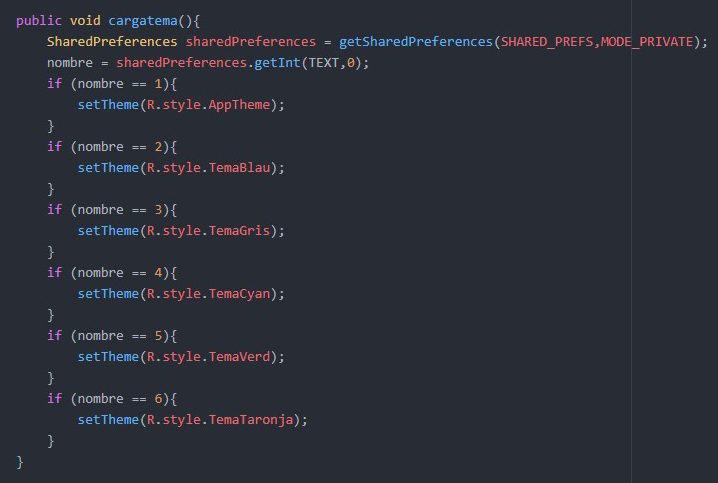 public void cargatema(){
    SharedPreferences sharedPreferences = getSharedPreferences(SHARED_PREFS,MODE_PRIVATE);
    nombre = sharedPreferences.getInt(TEXT,0);
    if (nombre == 1){
        setTheme(R.style.AppTheme);
    }
    if (nombre == 2){
        setTheme(R.style.TemaBlau);
    }
    if (nombre == 3){
        setTheme(R.style.TemaGris);
    }
    if (nombre == 4){
        setTheme(R.style.TemaCyan);
    }
    if (nombre == 5){
        setTheme(R.style.TemaVerd);
    }
    if (nombre == 6){
        setTheme(R.style.TemaTaronja);
    }
}